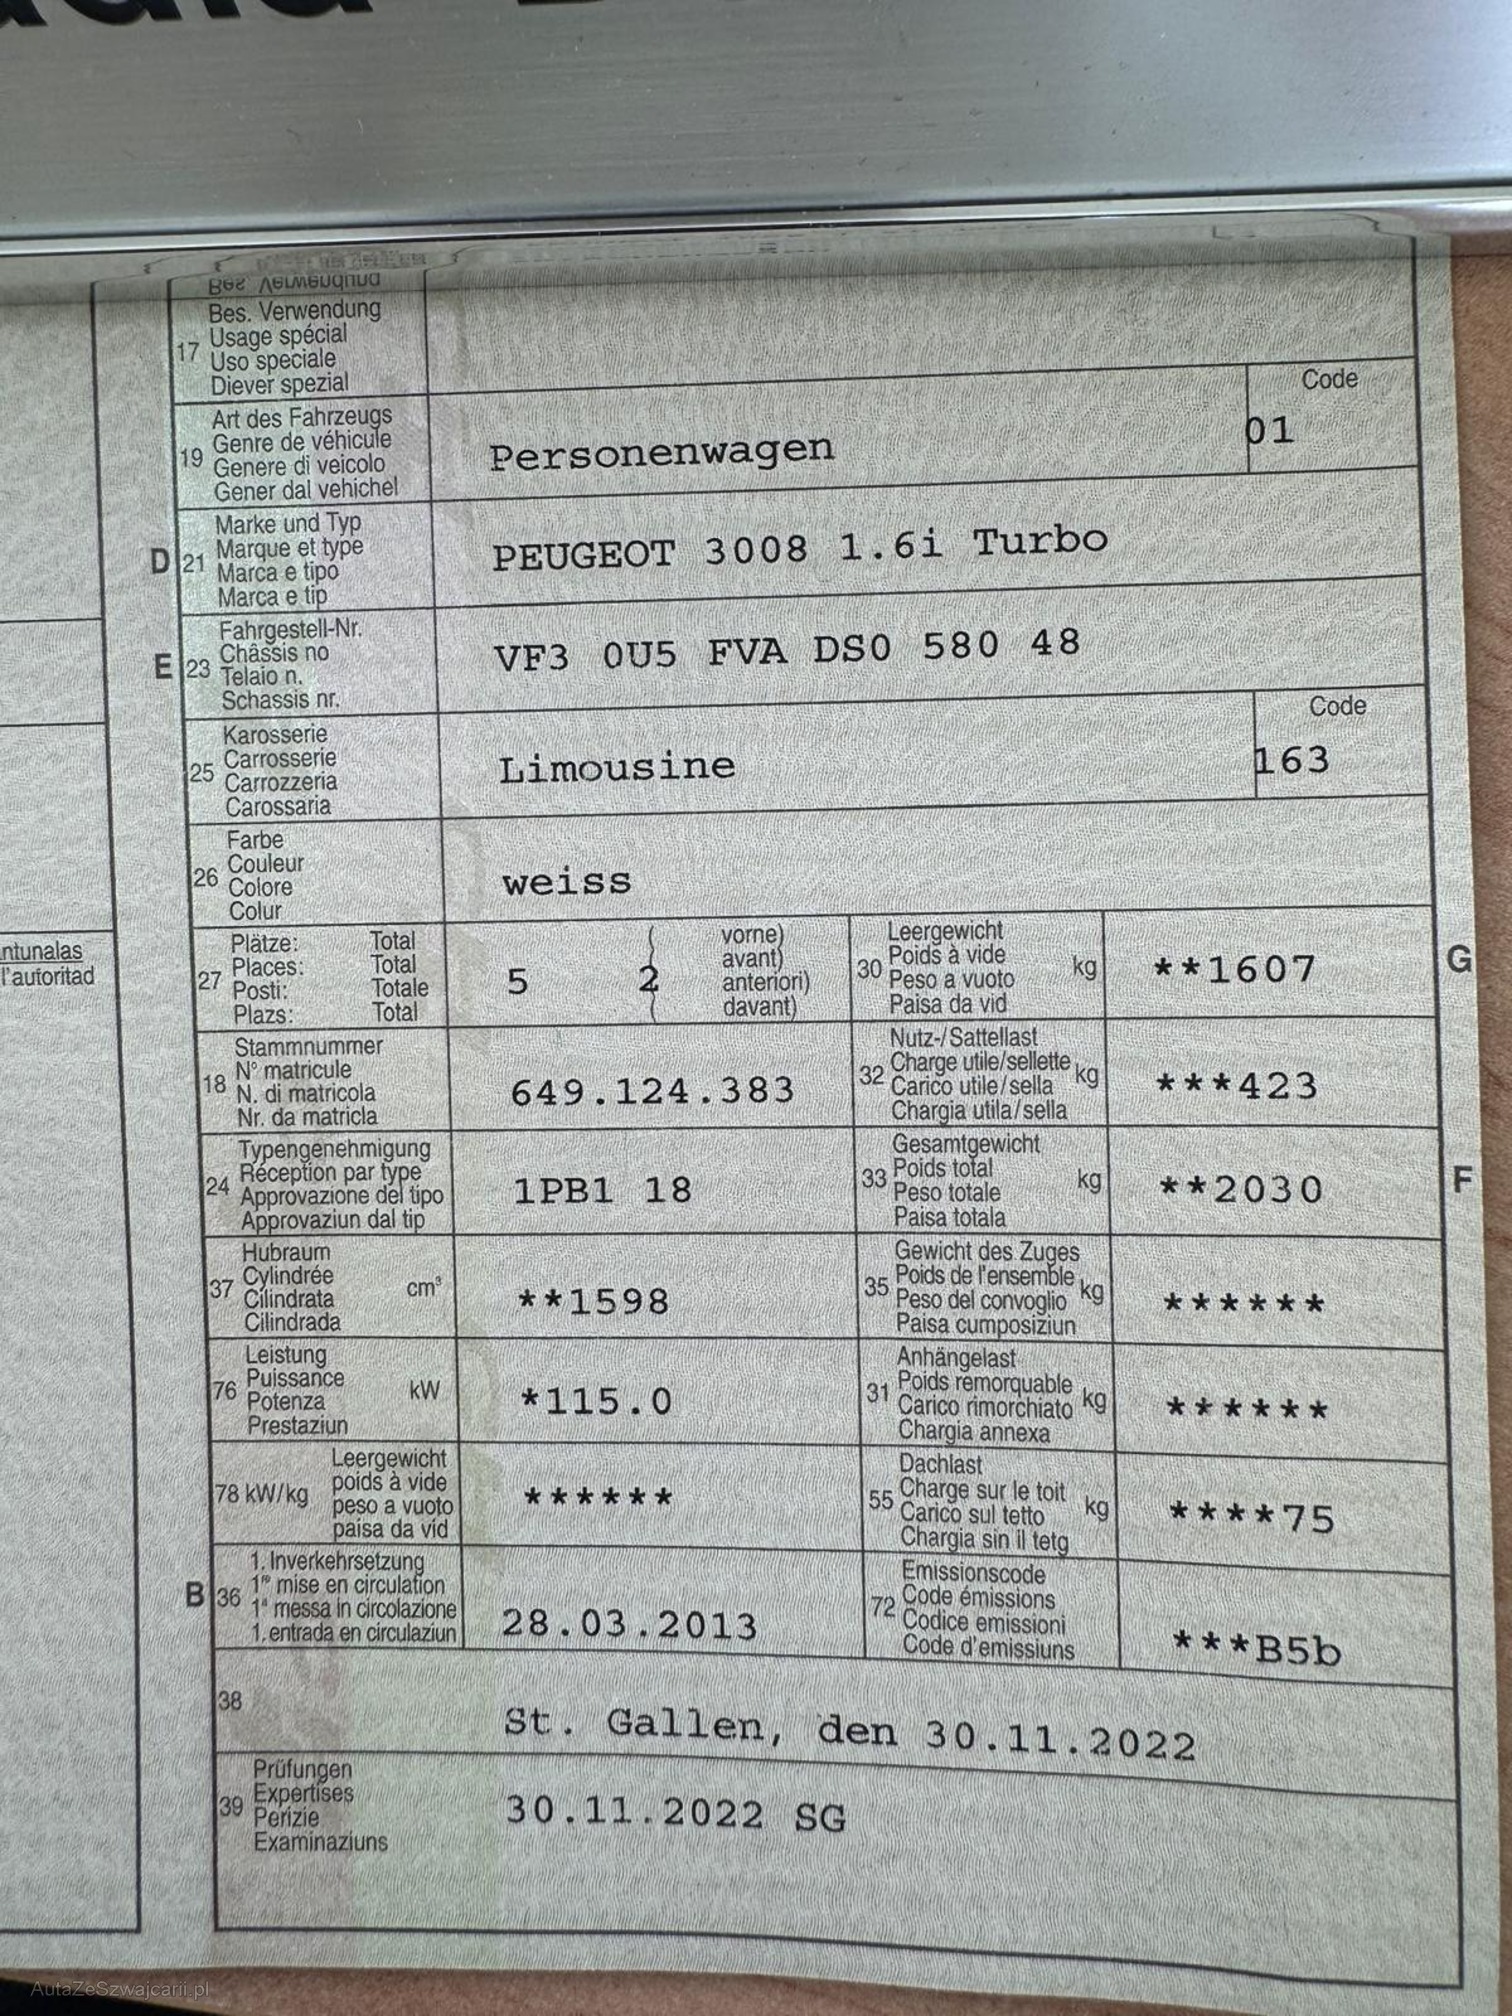 Bes. Verwendung
17 Usage spécial
Uso speciale
Diever spezial
Code
Art des Fahrzeugs
19 Genre de véhicule
Genere di veicolo
Gener dal vehichel
Personenwagen
01
Marke und Typ
D 21 Marque et type
Marca e tipo
Marca e tip
PEUGEOT 3008 1.6i Turbo
Fahrgestell-Nr.
E 23 Châssis no
Telaio n.
Schassis nr.
VF3 0U5 FVA DS0 580 48
Code
Karosserie
25 Carrosserie
Carrozzeria
Carossaria
Limousine
163
Farbe
26 Couleur
Colore
Colur
weiss
ntunalas
l'autoritad
Plätze: Total
27 Places: Total
Posti: Totale
Plazs: Total
5 2
vorne)
avant)
anteriori)
davant)
Leergewicht
30 Poids à vide kg
Peso a vuoto
Paisa da vid
**1607 G
Stammnummer
18 N° matricule
N. di matricola
Nr. da matricla
649.124.383
Nutz-/Sattellast
32 Charge utile/sellette kg
Carico utile/sella
Chargia utila/sella
***423
Typengenehmigung
24 Réception par type
Approvazione del tipo
Approvaziun dal tip
1PB1 18
Gesamtgewicht
33 Poids total kg
Peso totale
Paisa totala
**2030 F
Hubraum
37 Cylindrée cm³
Cilindrata
Cilindrada
**1598
Gewicht des Zuges
35 Poids de l'ensemble kg
Peso del convoglio
Paisa cumposiziun
******
Leistung
76 Puissance kW
Potenza
Prestaziun
*115.0
Anhängelast
31 Poids remorquable kg
Carico rimorchiato
Chargia annexa
******
Leergewicht
78 kW/kg poids à vide
peso a vuoto
paisa da vid
******
Dachlast
55 Charge sur le toit kg
Carico sul tetto
Chargia sin il tetg
****75
1. Inverkehrsetzung
B 36 1re mise en circulation
1a messa in circolazione
1. entrada en circulaziun
28.03.2013
Emissionscode
72 Code émissions
Codice emissioni
Code d'emissiuns
***B5b
38
St. Gallen, den 30.11.2022
Prüfungen
39 Expertises
Perizie
Examinaziuns
30.11.2022 SG
AutaZeSzwajcarii.pl